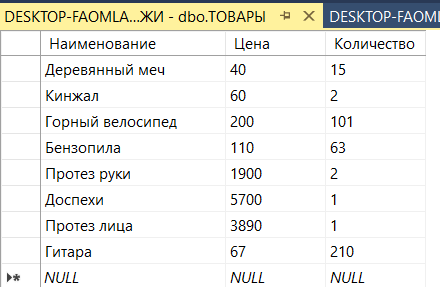 DESKTOP-FAOMLA...ЖИ - dbo.ТОВАРЫ DESKTOP-FAOML
Наименование Цена Количество
Деревянный меч 40 15
Кинжал 60 2
Горный велосипед 200 101
Бензопила 110 63
Протез руки 1900 2
Доспехи 5700 1
Протез лица 3890 1
Гитара 67 210
NULL NULL NULL